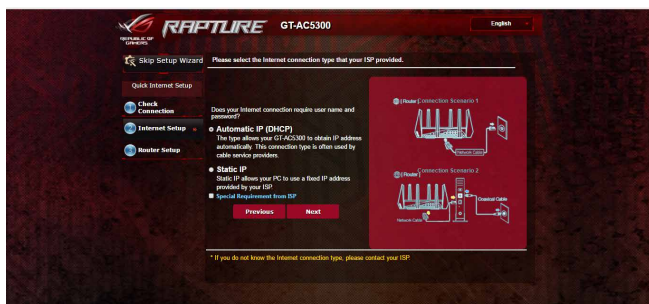 REPUBLIC OF
GAMERS
RAPTURE
GT-AC5300
English
Skip Setup Wizard
Please select the Internet connection type that your ISP provided.
Quick Internet Setup
Check
Connection
Internet Setup
Router Setup
Does your Internet connection require user name and
password?
Automatic IP (DHCP)
The type allows your GT-AC5300 to obtain IP address
automatically. This connection type is often used by
cable service providers.
Static IP
Static IP allows your PC to use a fixed IP address
provided by your ISP.
Special Requirement from ISP
Previous
Next
(Router) Connection Scenario 1
Network Cable
(Router) Connection Scenario 2
Coaxical Cable
Network Cable
* If you do not know the Internet connection type, please contact your ISP.